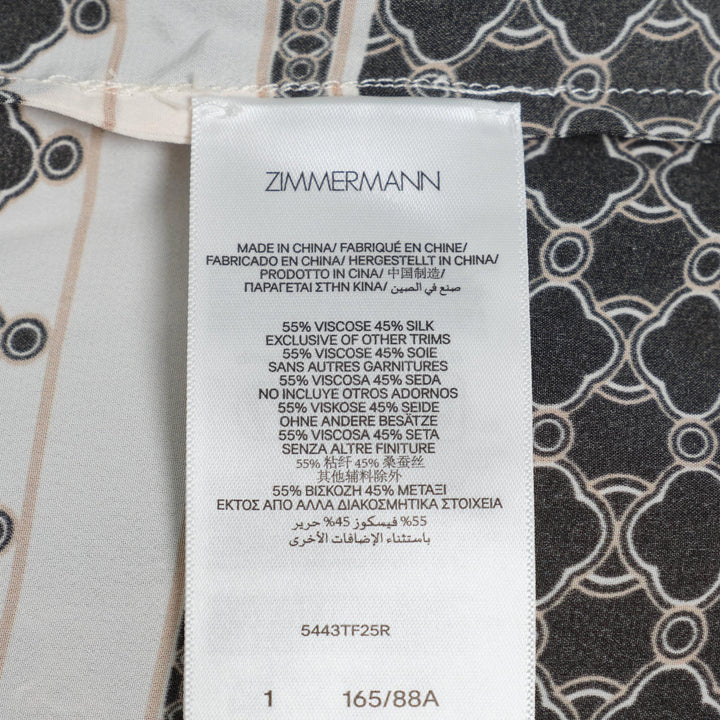 ZIMMERMANN
MADE IN CHINA/ FABRIQUÉ EN CHINE/
FABRICADO EN CHINA/ HERGESTELLT IN CHINA/
PRODOTTO IN CINA/ 中国制造/
ΠΑΡΑΓΕΤΑΙ ΣΤΗΝ ΚΙΝΑ/ صنع في الصين/
55% VISCOSE 45% SILK
EXCLUSIVE OF OTHER TRIMS
55% VISCOSE 45% SOIE
SANS AUTRES GARNITURES
55% VISCOSA 45% SEDA
NO INCLUYE OTROS ADORNOS
55% VISKOSE 45% SEIDE
OHNE ANDERE BESÄTZE
55% VISCOSA 45% SETA
SENZA ALTRE FINITURE
55% 粘纤 45% 桑蚕丝
其他辅料除外
55% ΒΙΣΚΟΖΗ 45% ΜΕΤΑΞΙ
ΕΚΤΟΣ ΑΠΟ ΑΛΛΑ ΔΙΑΚΟΣΜΗΤΙΚΑ ΣΤΟΙΧΕΙΑ
55% فيسكوز 45% حرير
باستثناء الإضافات الأخرى
5443TF25R
1 165/88A